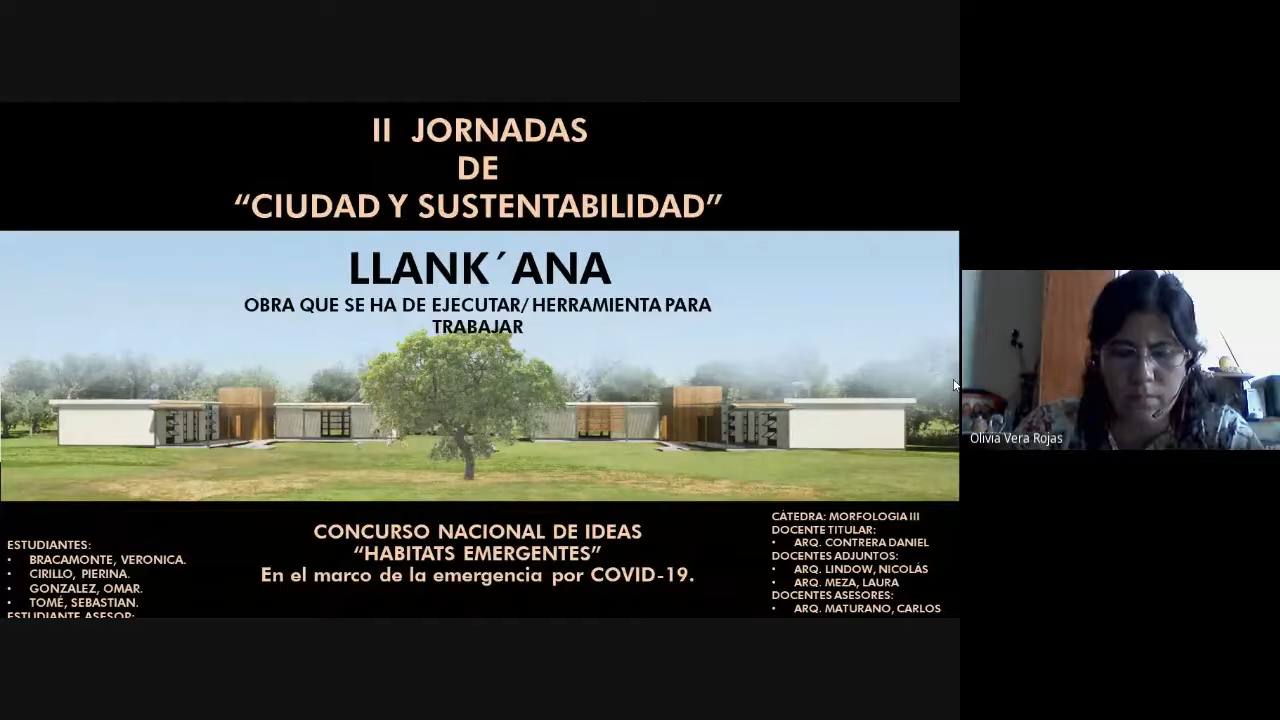 II JORNADAS
DE
“CIUDAD Y SUSTENTABILIDAD”
LLANK´ANA
OBRA QUE SE HA DE EJECUTAR/ HERRAMIENTA PARA
TRABAJAR
CONCURSO NACIONAL DE IDEAS
“HABITATS EMERGENTES”
En el marco de la emergencia por COVID-19.
ESTUDIANTES:
• BRACAMONTE, VERONICA.
• CIRILLO, PIERINA.
• GONZALEZ, OMAR.
• TOMÉ, SEBASTIAN.
ESTUDIANTE ASESOR:
CÁTEDRA: MORFOLOGIA III
DOCENTE TITULAR:
• ARQ. CONTRERA DANIEL
DOCENTES ADJUNTOS:
• ARQ. LINDOW, NICOLÁS
• ARQ. MEZA, LAURA
DOCENTES ASESORES:
• ARQ. MATURANO, CARLOS
Olivia Vera Rojas